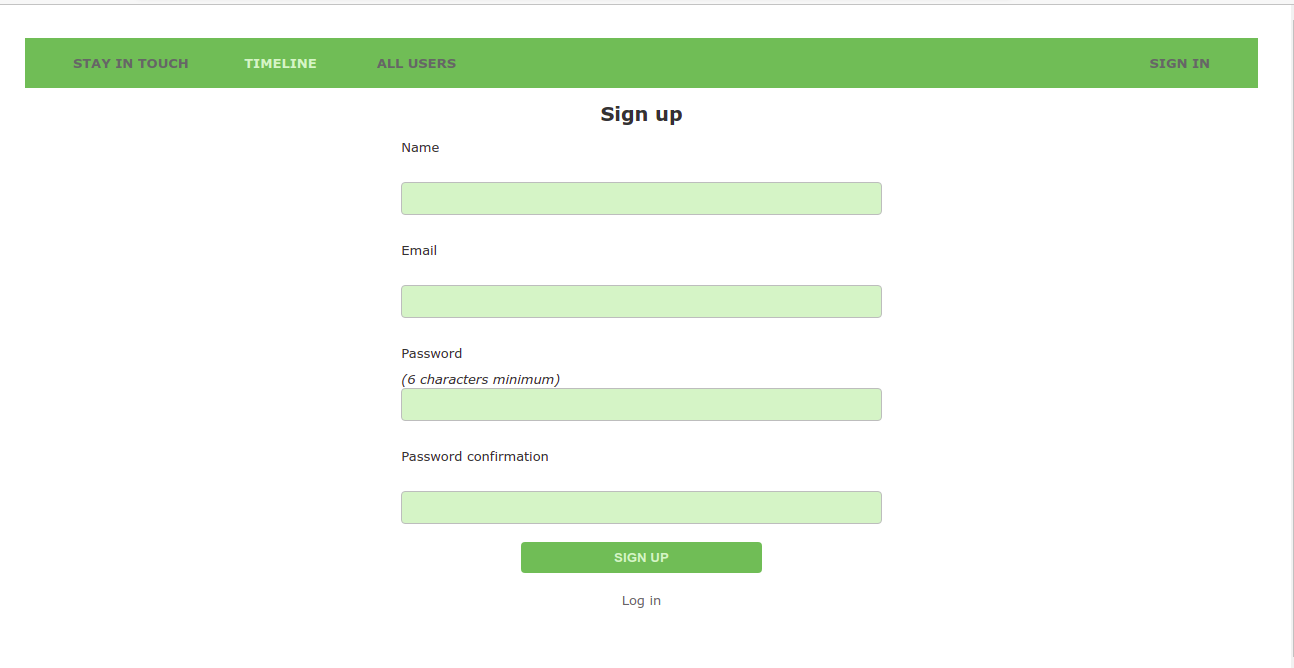 STAY IN TOUCH TIMELINE ALL USERS SIGN IN
Sign up
Name
Email
Password
(6 characters minimum)
Password confirmation
SIGN UP
Log in